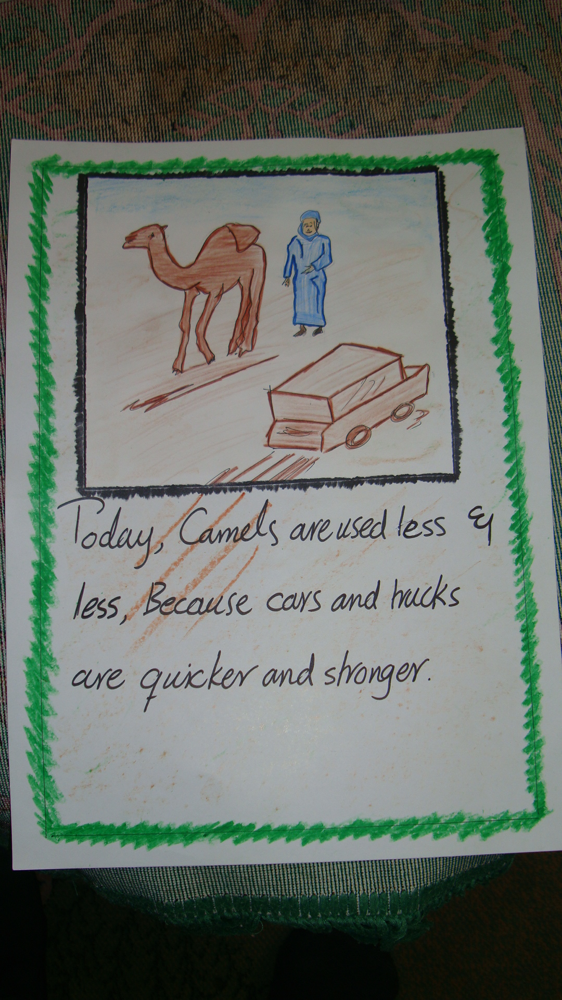 Today, Camels are used less &
less, Because cars and trucks
are quicker and stronger.